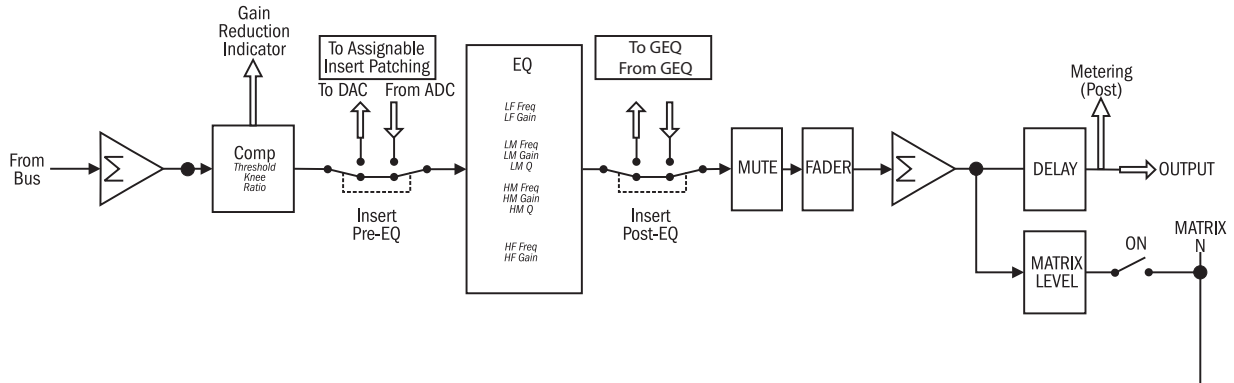 Gain
Reduction
Indicator
To Assignable
Insert Patching
To DAC
From ADC
From
Bus
Σ
Comp
Threshold
Knee
Ratio
Insert
Pre-EQ
EQ
LF Freq
LF Gain
LM Freq
LM Gain
LM Q
HM Freq
HM Gain
HM Q
HF Freq
HF Gain
To GEQ
From GEQ
Insert
Post-EQ
MUTE
FADER
Σ
Metering
(Post)
DELAY
OUTPUT
MATRIX
LEVEL
ON
MATRIX
N